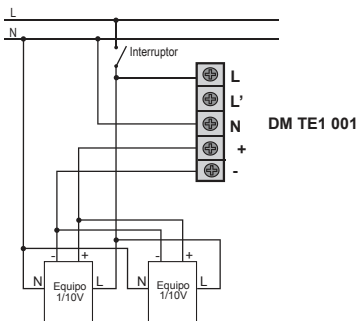 L
N
Interruptor
L
L'
N
DM TE1 001
+
-
- +
N Equipo 1/10V L
- +
N Equipo 1/10V L